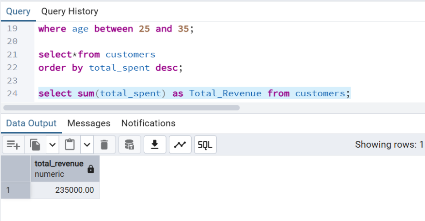 Query Query History
19 where age between 25 and 35;
20
21 select*from customers
22 order by total_spent desc;
23
24 select sum(total_spent) as Total_Revenue from customers;
Data Output Messages Notifications
SQL Showing rows: 1
total_revenue
numeric
1 235000.00